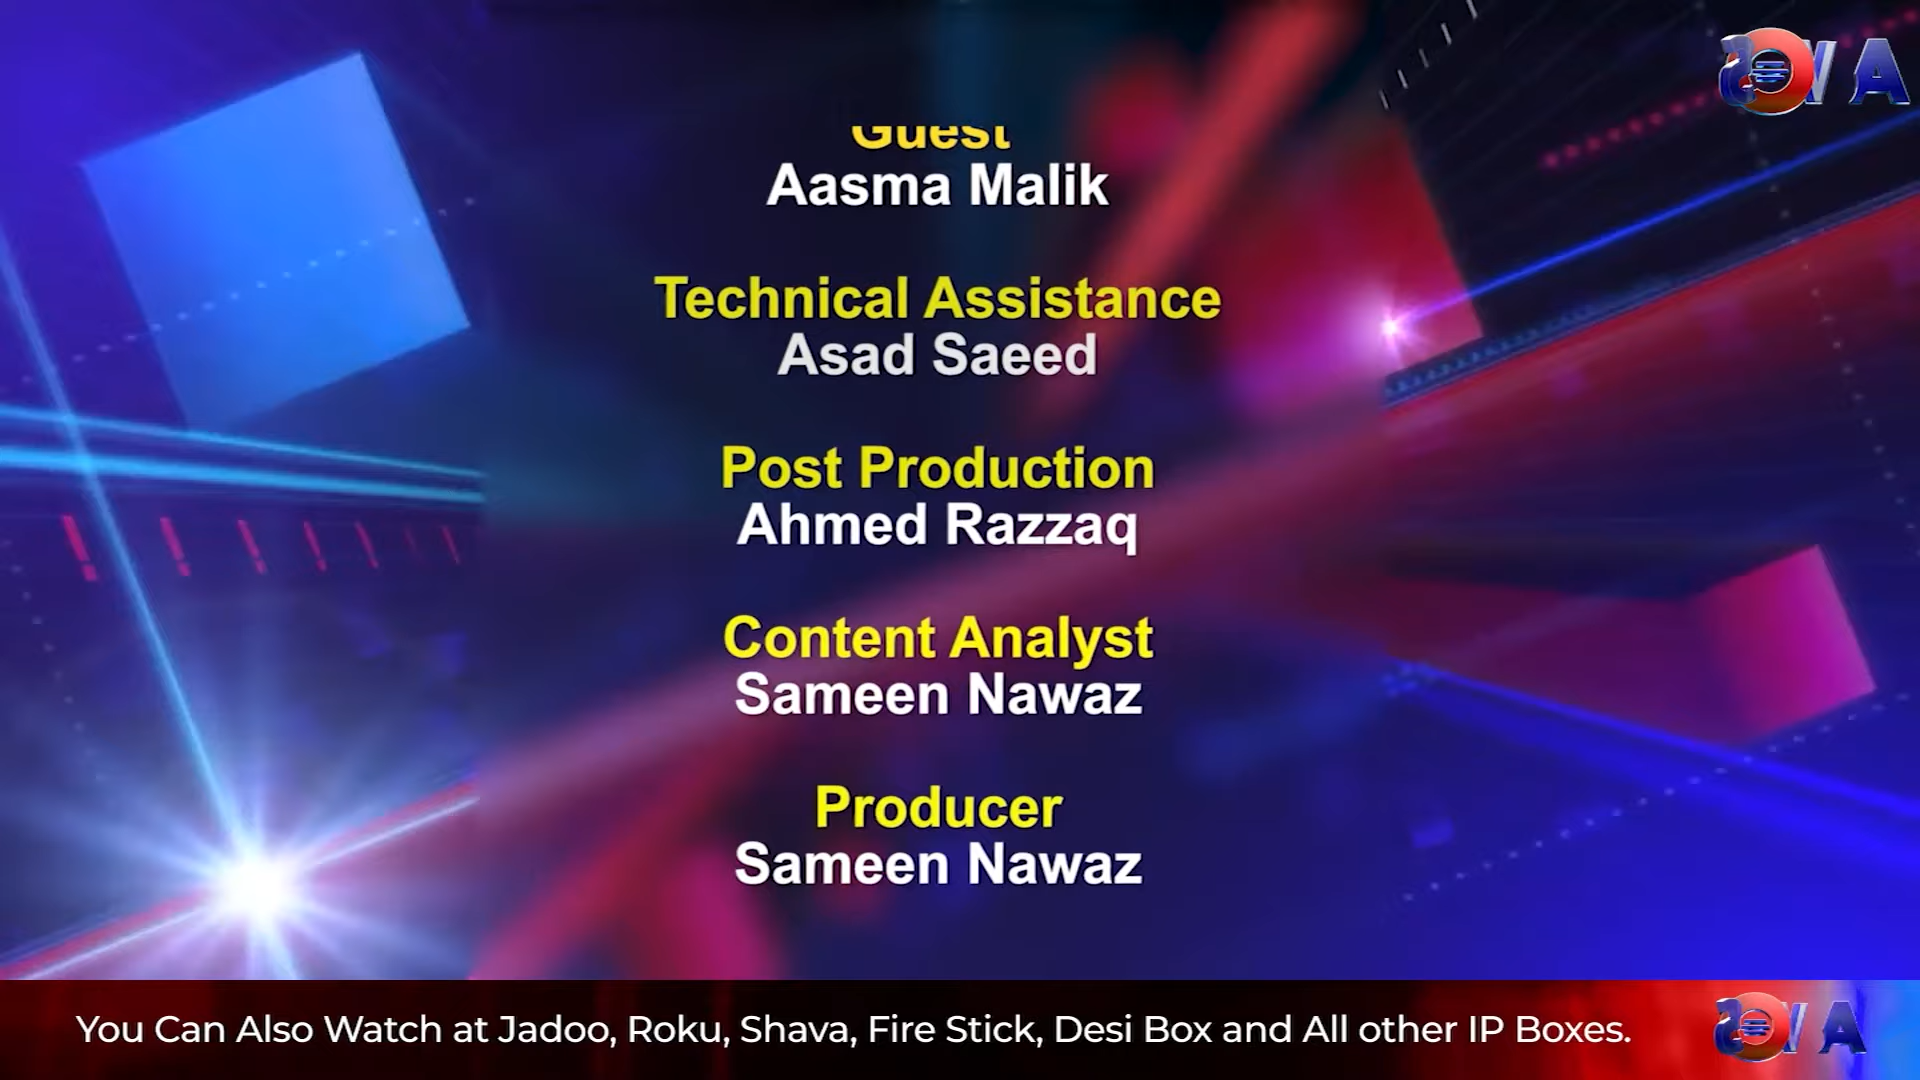 Guest
Aasma Malik
Technical Assistance
Asad Saeed
Post Production
Ahmed Razzaq
Content Analyst
Sameen Nawaz
Producer
Sameen Nawaz
You Can Also Watch at Jadoo, Roku, Shava, Fire Stick, Desi Box and All other IP Boxes.